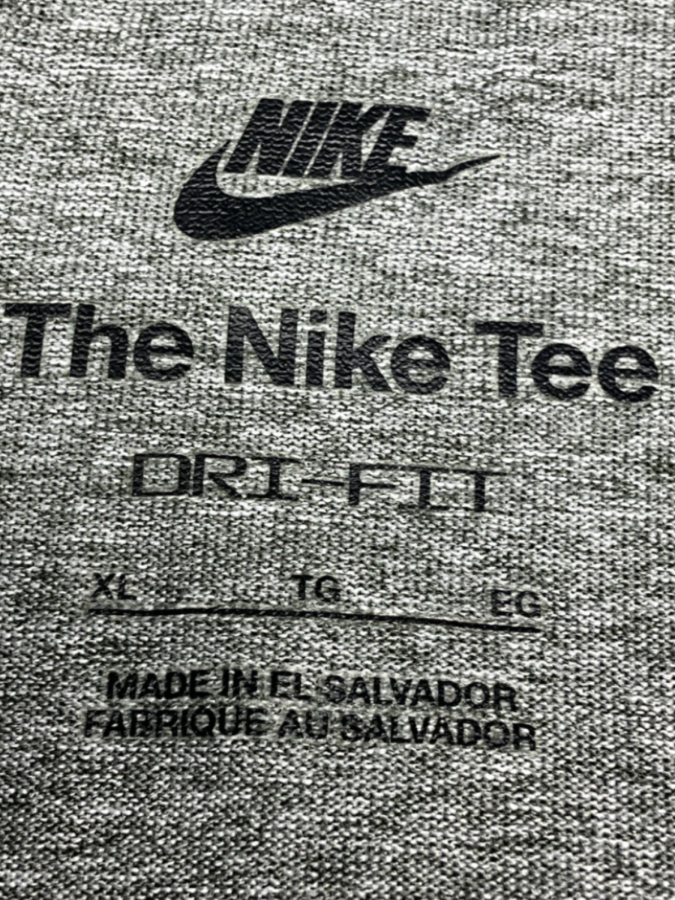 NIKE
The Nike Tee
DRI-FIT
XL TG EG
MADE IN EL SALVADOR
FABRIQUE AU SALVADOR